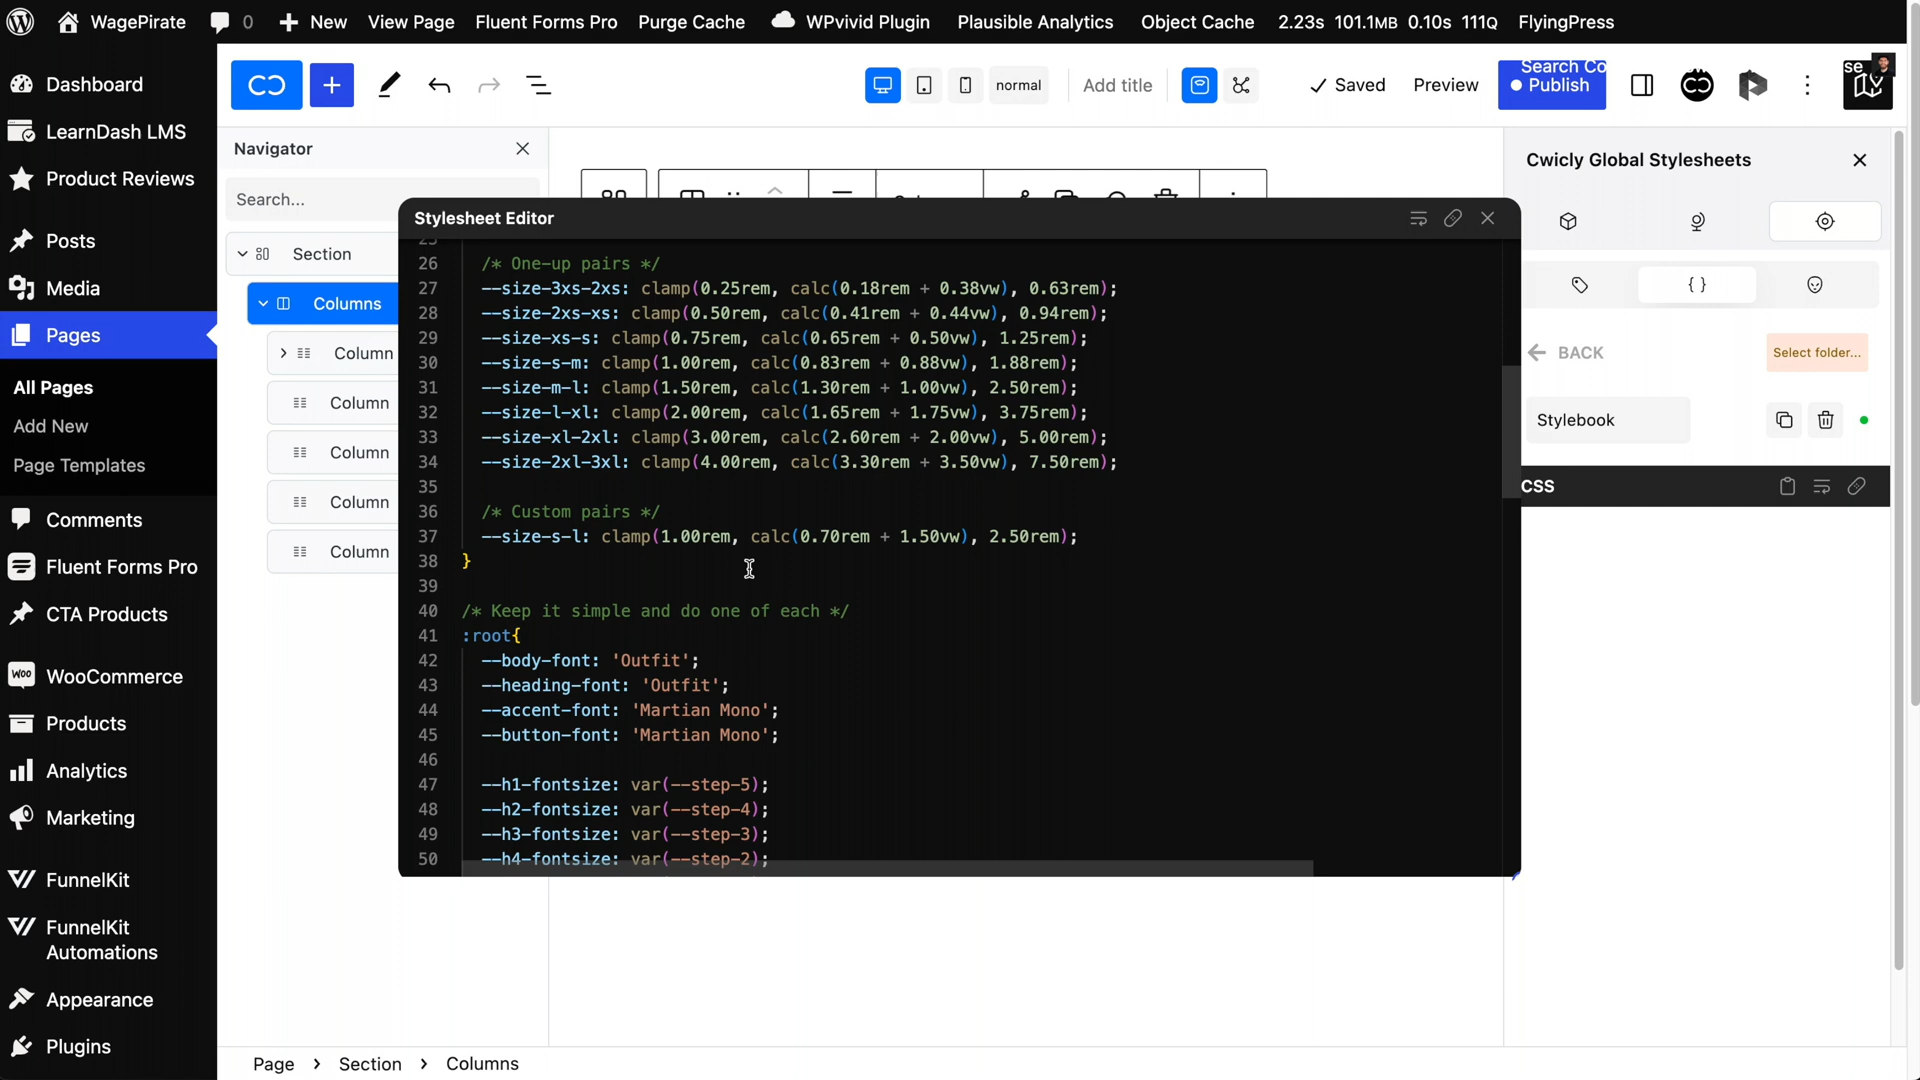 WagePirate 0 New View Page Fluent Forms Pro Purge Cache WPvivid Plugin Plausible Analytics Object Cache 2.23s 101.1MB 0.10s 111Q FlyingPress
Search Co
se
Dashboard
LearnDash LMS
Product Reviews
Posts
Media
Pages
All Pages
Add New
Page Templates
Comments
Fluent Forms Pro
CTA Products
WooCommerce
Products
Analytics
Marketing
FunnelKit
FunnelKit
Automations
Appearance
Plugins
normal
Add title
Saved
Preview
Publish
Navigator
Search...
Section
Columns
Column
Column
Column
Column
Column
Stylesheet Editor
25
26 /* One-up pairs */
27 --size-3xs-2xs: clamp(0.25rem, calc(0.18rem + 0.38vw), 0.63rem);
28 --size-2xs-xs: clamp(0.50rem, calc(0.41rem + 0.44vw), 0.94rem);
29 --size-xs-s: clamp(0.75rem, calc(0.65rem + 0.50vw), 1.25rem);
30 --size-s-m: clamp(1.00rem, calc(0.83rem + 0.88vw), 1.88rem);
31 --size-m-l: clamp(1.50rem, calc(1.30rem + 1.00vw), 2.50rem);
32 --size-l-xl: clamp(2.00rem, calc(1.65rem + 1.75vw), 3.75rem);
33 --size-xl-2xl: clamp(3.00rem, calc(2.60rem + 2.00vw), 5.00rem);
34 --size-2xl-3xl: clamp(4.00rem, calc(3.30rem + 3.50vw), 7.50rem);
35
36 /* Custom pairs */
37 --size-s-l: clamp(1.00rem, calc(0.70rem + 1.50vw), 2.50rem);
38 }
39
40 /* Keep it simple and do one of each */
41 :root{
42 --body-font: 'Outfit';
43 --heading-font: 'Outfit';
44 --accent-font: 'Martian Mono';
45 --button-font: 'Martian Mono';
46
47 --h1-fontsize: var(--step-5);
48 --h2-fontsize: var(--step-4);
49 --h3-fontsize: var(--step-3);
50 --h4-fontsize: var(--step-2);
Cwicly Global Stylesheets
{ }
BACK
Select folder...
Stylebook
CSS
Page > Section > Columns